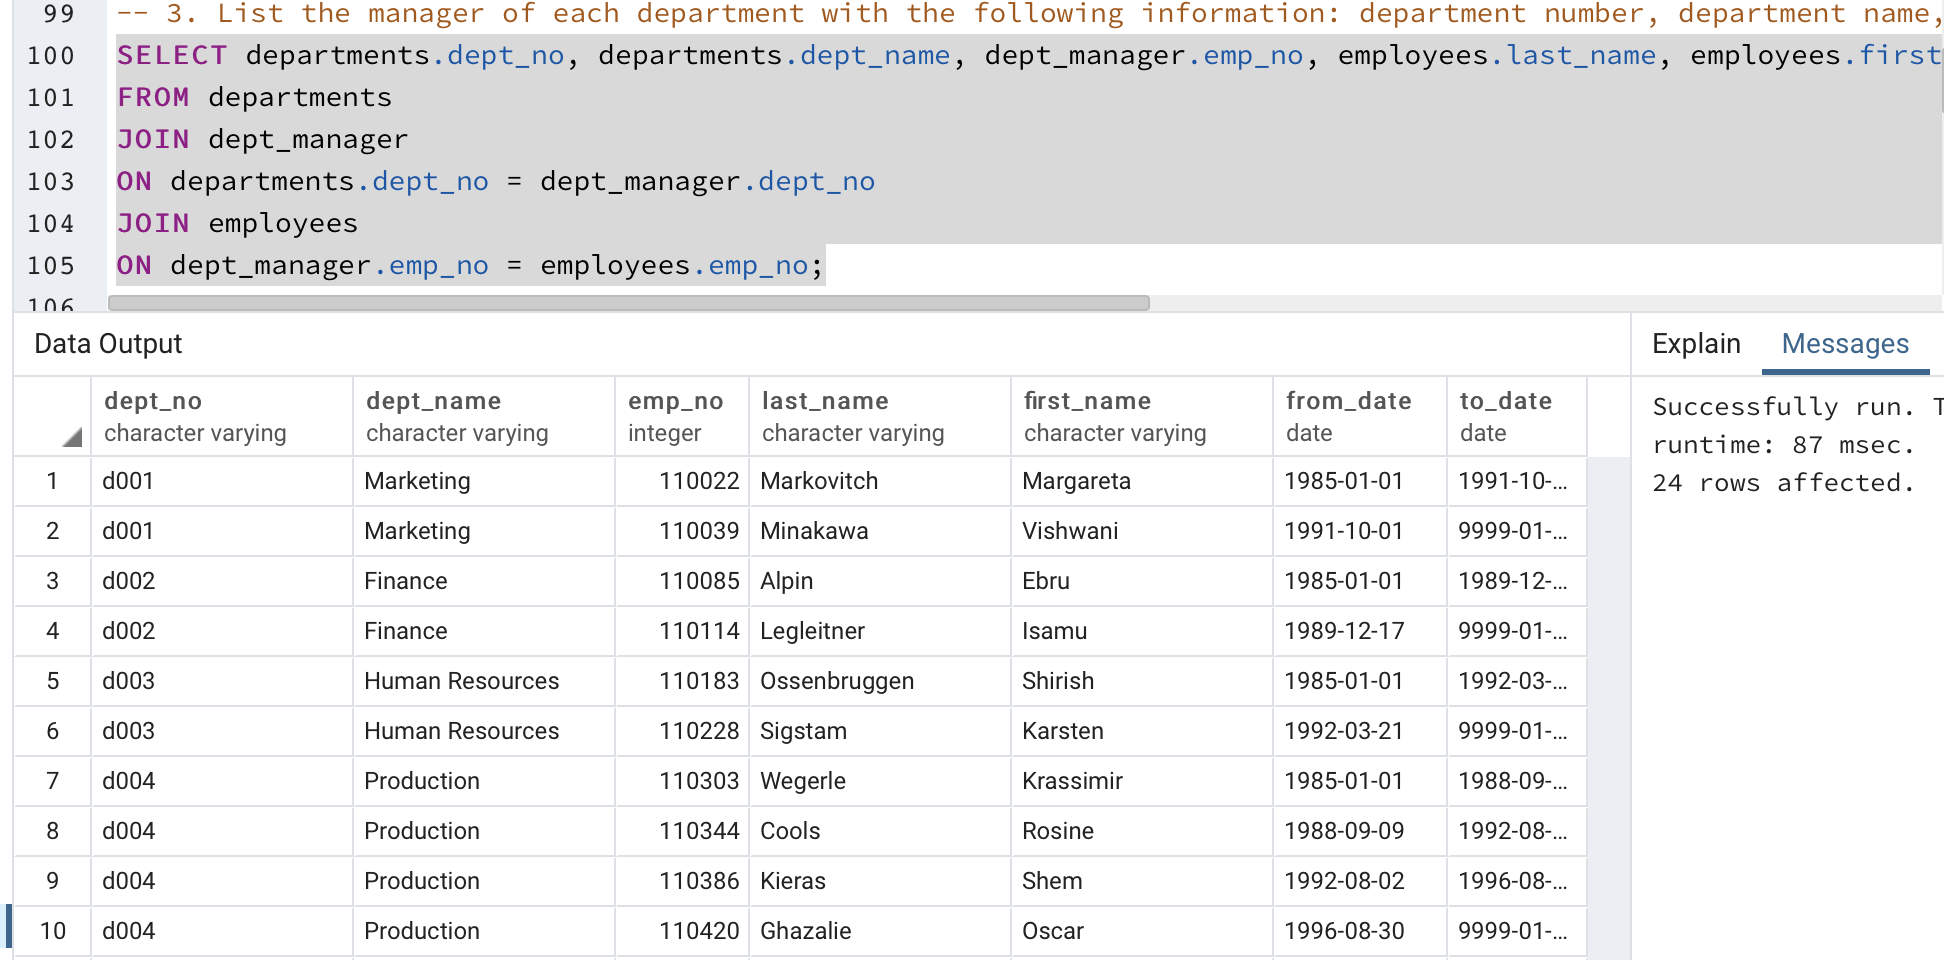 99 -- 3. List the manager of each department with the following information: department number, department name,
100 SELECT departments.dept_no, departments.dept_name, dept_manager.emp_no, employees.last_name, employees.first
101 FROM departments
102 JOIN dept_manager
103 ON departments.dept_no = dept_manager.dept_no
104 JOIN employees
105 ON dept_manager.emp_no = employees.emp_no;
106
Data Output
Explain Messages
dept_no dept_name emp_no last_name first_name from_date to_date
character varying character varying integer character varying character varying date date
1 d001 Marketing 110022 Markovitch Margareta 1985-01-01 1991-10-...
2 d001 Marketing 110039 Minakawa Vishwani 1991-10-01 9999-01-...
3 d002 Finance 110085 Alpin Ebru 1985-01-01 1989-12-...
4 d002 Finance 110114 Legleitner Isamu 1989-12-17 9999-01-...
5 d003 Human Resources 110183 Ossenbruggen Shirish 1985-01-01 1992-03-...
6 d003 Human Resources 110228 Sigstam Karsten 1992-03-21 9999-01-...
7 d004 Production 110303 Wegerle Krassimir 1985-01-01 1988-09-...
8 d004 Production 110344 Cools Rosine 1988-09-09 1992-08-...
9 d004 Production 110386 Kieras Shem 1992-08-02 1996-08-...
10 d004 Production 110420 Ghazalie Oscar 1996-08-30 9999-01-...
Successfully run. T
runtime: 87 msec.
24 rows affected.